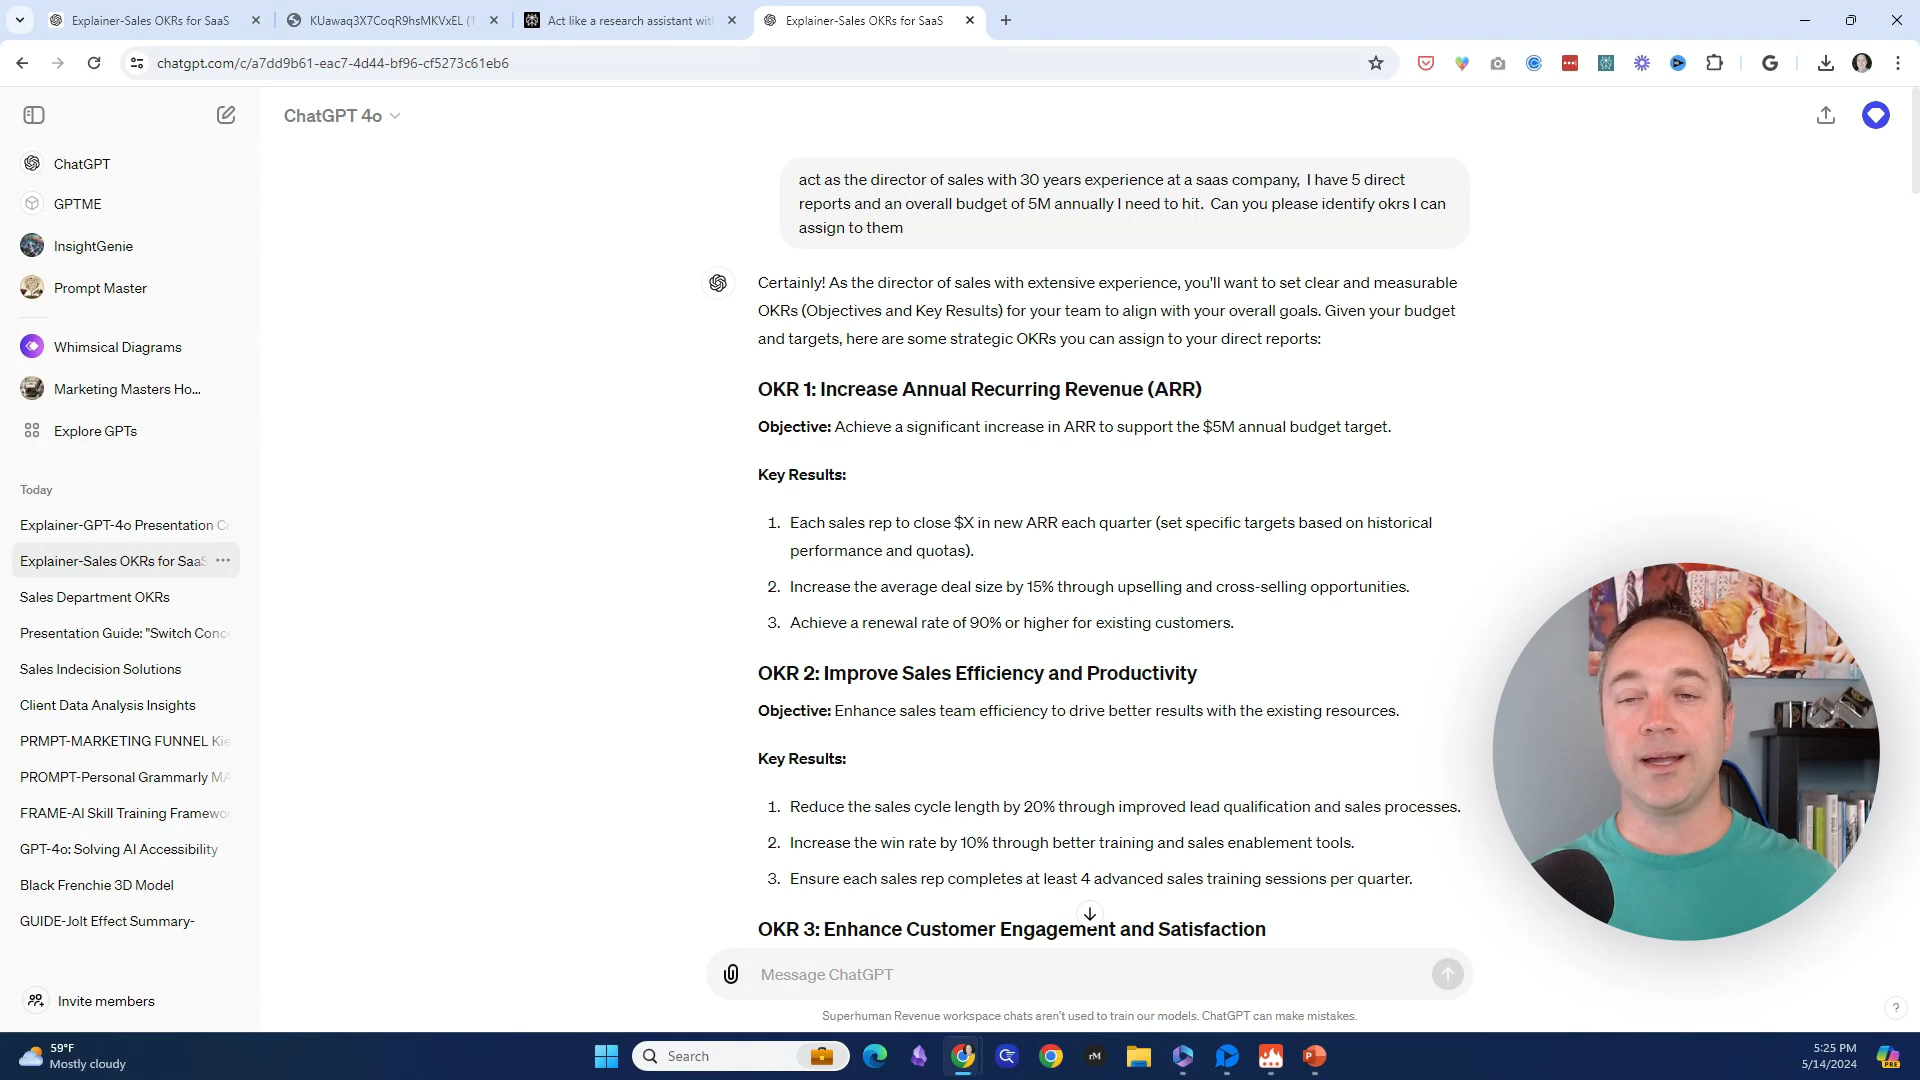 Explainer-Sales OKRs for SaaS
KUawaq3X7CoqR9hsMKVxEL (1
Act like a research assistant with
Explainer-Sales OKRs for SaaS
chatgpt.com/c/a7dd9b61-eac7-4d44-bf96-cf5273c61eb6
ChatGPT 4o
ChatGPT
GPTME
InsightGenie
Prompt Master
Whimsical Diagrams
Marketing Masters Ho...
Explore GPTs
Today
Explainer-GPT-4o Presentation Cr
Explainer-Sales OKRs for SaaS
Sales Department OKRs
Presentation Guide: "Switch Conc
Sales Indecision Solutions
Client Data Analysis Insights
PRMPT-MARKETING FUNNEL Kie
PROMPT-Personal Grammarly MA
FRAME-AI Skill Training Framewor
GPT-4o: Solving AI Accessibility
Black Frenchie 3D Model
GUIDE-Jolt Effect Summary-
Invite members
act as the director of sales with 30 years experience at a saas company, I have 5 direct
reports and an overall budget of 5M annually I need to hit. Can you please identify okrs I can
assign to them
Certainly! As the director of sales with extensive experience, you'll want to set clear and measurable
OKRs (Objectives and Key Results) for your team to align with your overall goals. Given your budget
and targets, here are some strategic OKRs you can assign to your direct reports:
OKR 1: Increase Annual Recurring Revenue (ARR)
Objective: Achieve a significant increase in ARR to support the $5M annual budget target.
Key Results:
1. Each sales rep to close $X in new ARR each quarter (set specific targets based on historical
performance and quotas).
2. Increase the average deal size by 15% through upselling and cross-selling opportunities.
3. Achieve a renewal rate of 90% or higher for existing customers.
OKR 2: Improve Sales Efficiency and Productivity
Objective: Enhance sales team efficiency to drive better results with the existing resources.
Key Results:
1. Reduce the sales cycle length by 20% through improved lead qualification and sales processes.
2. Increase the win rate by 10% through better training and sales enablement tools.
3. Ensure each sales rep completes at least 4 advanced sales training sessions per quarter.
OKR 3: Enhance Customer Engagement and Satisfaction
Message ChatGPT
Superhuman Revenue workspace chats aren't used to train our models. ChatGPT can make mistakes.
?
59°F
Mostly cloudy
Search
rM
PRE
5:25 PM
5/14/2024